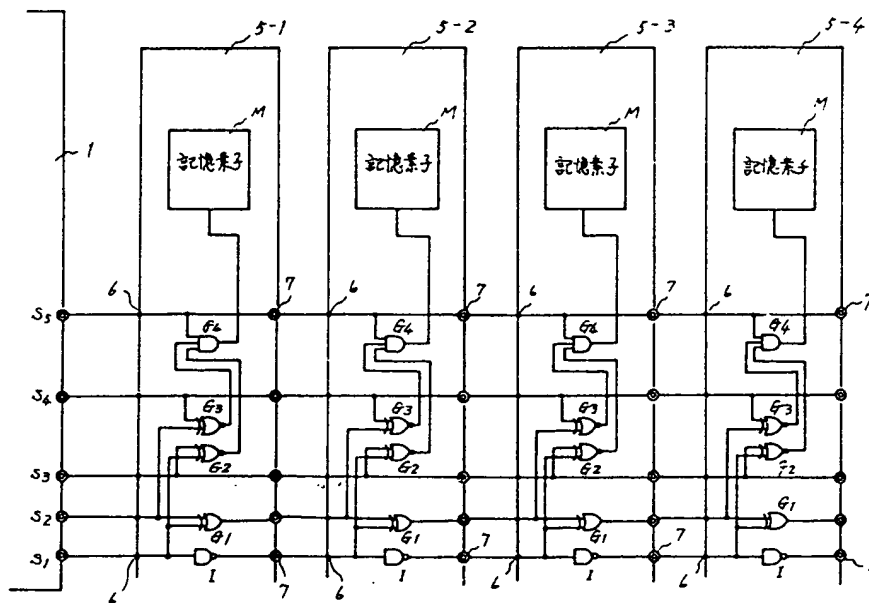 5-1 5-2 5-3 5-4
M M M M
1
記憶素子 記憶素子 記憶素子 記憶素子
6 7 6 7 6 7 6 7
S5
G4 G4 G4 G4
S4
G3 G3 G3 G3
G2 G2 G2 G2
S3
S2
G1 G1 G1 G1
S1
7 7
6 I 7 6 I 6 I 6 I